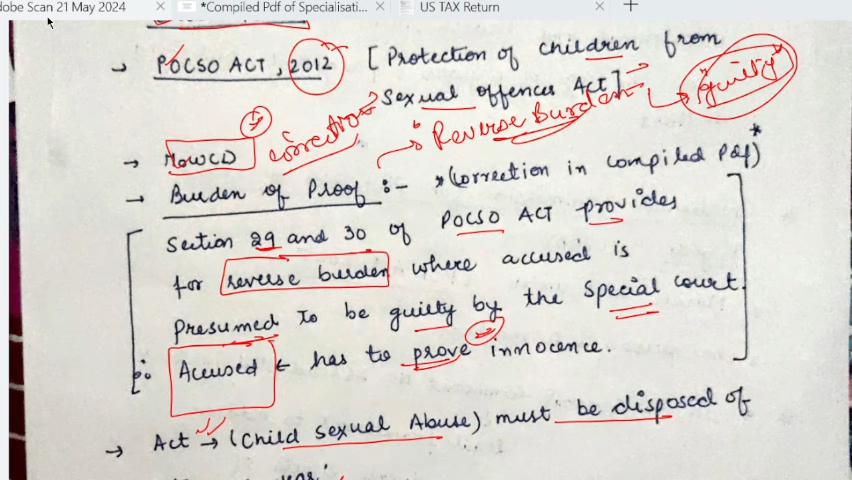 dobe Scan 21 May 2024
*Compiled Pdf of Specialisati...
US TAX Return
→ POCSO ACT, 2012 [Protection of children from
Sexual offences Act]
"guilty"
Reverse Burden
correction
→ MoWCD
→ Burden of Proof :- *(Correction in compiled Pdf)*
[Section 29 and 30 of POCSO ACT provides
for reverse burden where accused is
Presumed to be guilty by the special court.
∴ Accused ← has to prove innocence.]
→ Act → (Child sexual Abuse) must be disposed of